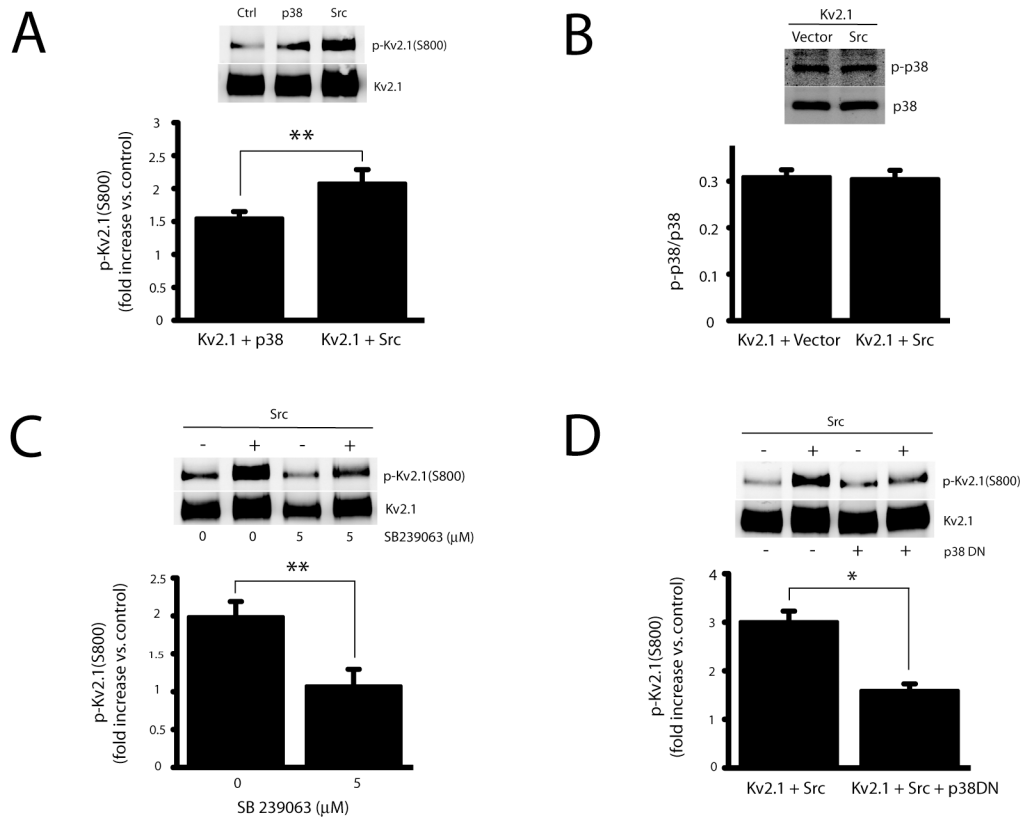 A
Ctrl p38 Src
p-Kv2.1(S800)
Kv2.1
3
2.5
2
1.5
1
0.5
0
p-Kv2.1(S800)
(fold increase vs. control)
**
Kv2.1 + p38 Kv2.1 + Src
B
Kv2.1
Vector Src
p-p38
p38
0.3
0.2
0.1
0
p-p38/p38
Kv2.1 + Vector Kv2.1 + Src
C
Src
- + - +
p-Kv2.1(S800)
Kv2.1
0 0 5 5 SB239063 (μM)
2.5
2
1.5
1
0.5
0
p-Kv2.1(S800)
(fold increase vs. control)
**
0 5
SB 239063 (μM)
D
Src
- + - +
p-Kv2.1(S800)
Kv2.1
- - + + p38 DN
4
3
2
1
0
p-Kv2.1(S800)
(fold increase vs. control)
*
Kv2.1 + Src Kv2.1 + Src + p38DN